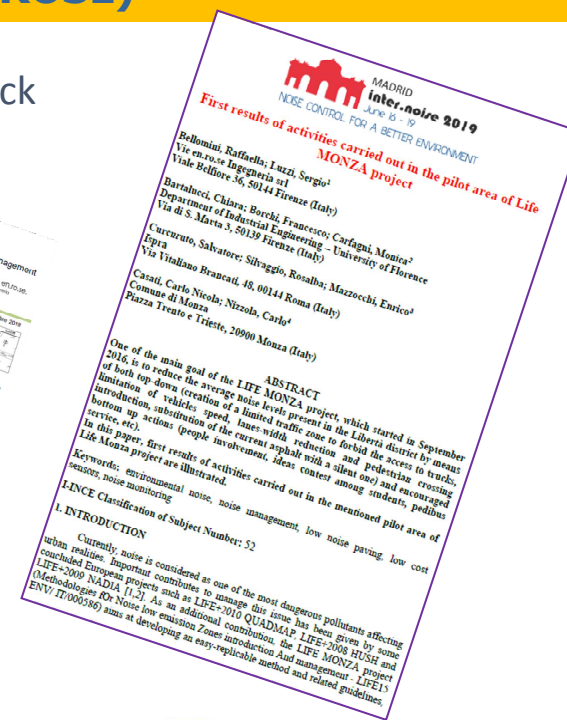 ROSE)
ck
nagement
en.ro.se.
MADRID
inter.noise 2019
June 16 - 19
NOISE CONTROL FOR A BETTER ENVIRONMENT
First results of activities carried out in the pilot area of Life
MONZA project
Bellomini, Raffaella; Luzzi, Sergio¹
Vie en.ro.se Ingegneria srl
Viale Belfiore 36, 50144 Firenze (Italy)
Bartalucci, Chiara; Borchi, Francesco; Carfagni, Monica²
Department of Industrial Engineering – University of Florence
Via di S. Marta 3, 50139 Firenze (Italy)
Curcuruto, Salvatore; Silvaggio, Rosalba; Mazzocchi, Enrico³
Ispra
Via Vitaliano Brancati, 48, 00144 Roma (Italy)
Casati, Carlo Nicola; Nizzola, Carlo⁴
Comune di Monza
Piazza Trento e Trieste, 20900 Monza (Italy)
ABSTRACT
One of the main goal of the LIFE MONZA project, which started in September
2016, is to reduce the average noise levels present in the Libertà district by means
of both top-down (creation of a limited traffic zone to forbid the access to trucks,
limitation of vehicles speed, lanes-width reduction and pedestrian crossing
introduction, substitution of the current asphalt with a silent one) and encouraged
bottom up actions (people involvement, ideas contest among students, pedibus
service, etc).
In this paper, first results of activities carried out in the mentioned pilot area of
Life Monza project are illustrated.
Keywords: environmental noise, noise management, low noise paving, low cost
sensors, noise monitoring
I-INCE Classification of Subject Number: 52
1. INTRODUCTION
Currently, noise is considered as one of the most dangerous pollutants affecting
urban realities. Important contributes to manage this issue has been given by some
concluded European projects such as LIFE+2010 QUADMAP, LIFE+2008 HUSH and
LIFE+2009 NADIA [1,2]. As an additional contribution, the LIFE MONZA project
(Methodologies fOr Noise low emission Zones introduction And management - LIFE15
ENV/ IT/000586) aims at developing an easy-replicable method and related guidelines,